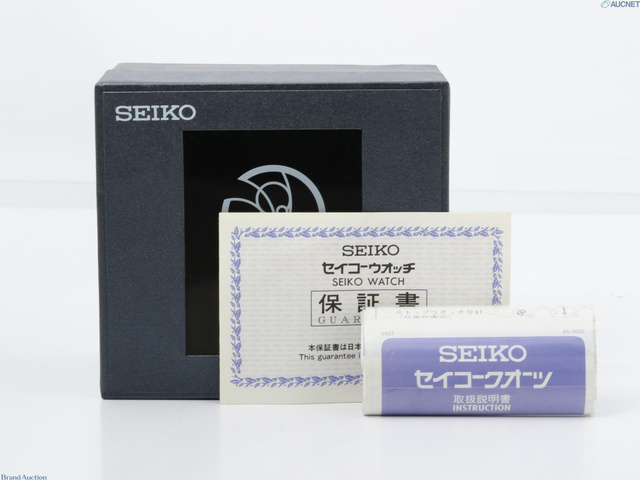 AUCNET
SEIKO
SEIKO
セイコーウオッチ
SEIKO WATCH
保証書
GUAR
本保証書は日本
This guarantee i
SEIKO
セイコークオーツ
取扱説明書
INSTRUCTION
Brand Auction